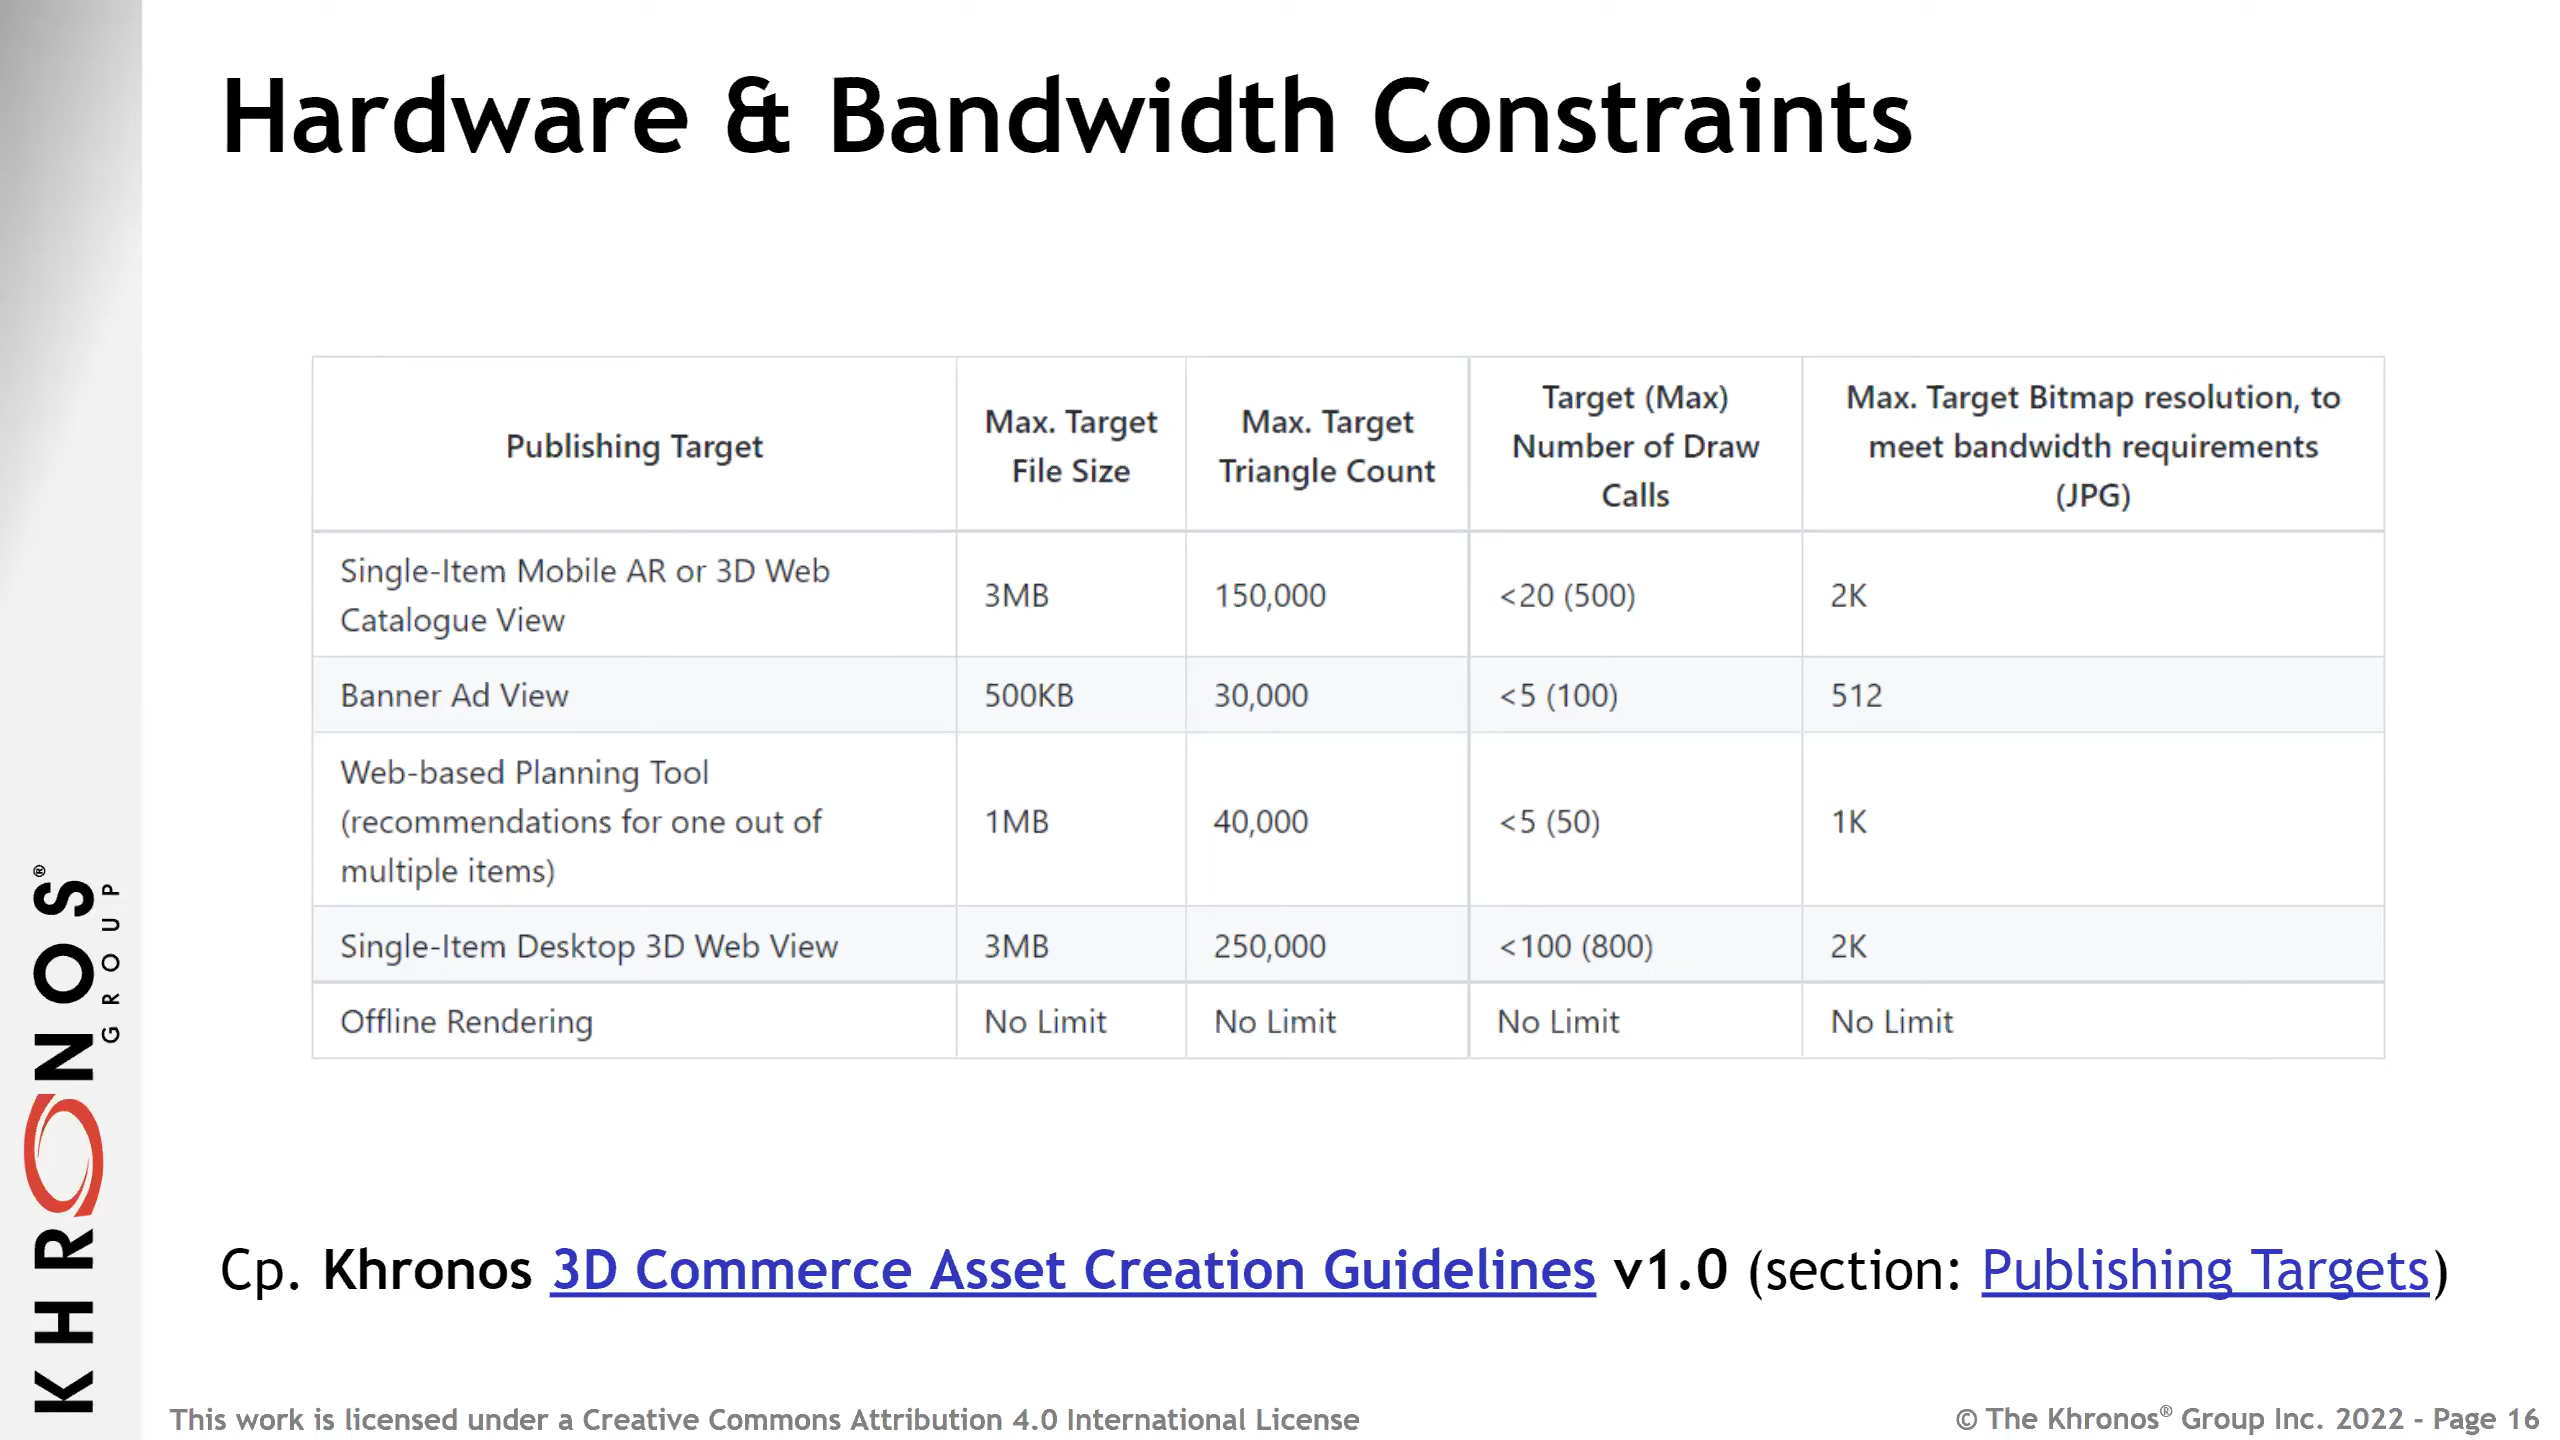 Hardware & Bandwidth Constraints
Publishing Target
Max. Target
File Size
Max. Target
Triangle Count
Target (Max)
Number of Draw
Calls
Max. Target Bitmap resolution, to
meet bandwidth requirements
(JPG)
Single-Item Mobile AR or 3D Web
Catalogue View
3MB
150,000
<20 (500)
2K
Banner Ad View
500KB
30,000
<5 (100)
512
Web-based Planning Tool
(recommendations for one out of
multiple items)
1MB
40,000
<5 (50)
1K
Single-Item Desktop 3D Web View
3MB
250,000
<100 (800)
2K
Offline Rendering
No Limit
No Limit
No Limit
No Limit
Cp. Khronos 3D Commerce Asset Creation Guidelines v1.0 (section: Publishing Targets)
KHRONOS®
GROUP
This work is licensed under a Creative Commons Attribution 4.0 International License
© The Khronos® Group Inc. 2022 - Page 16